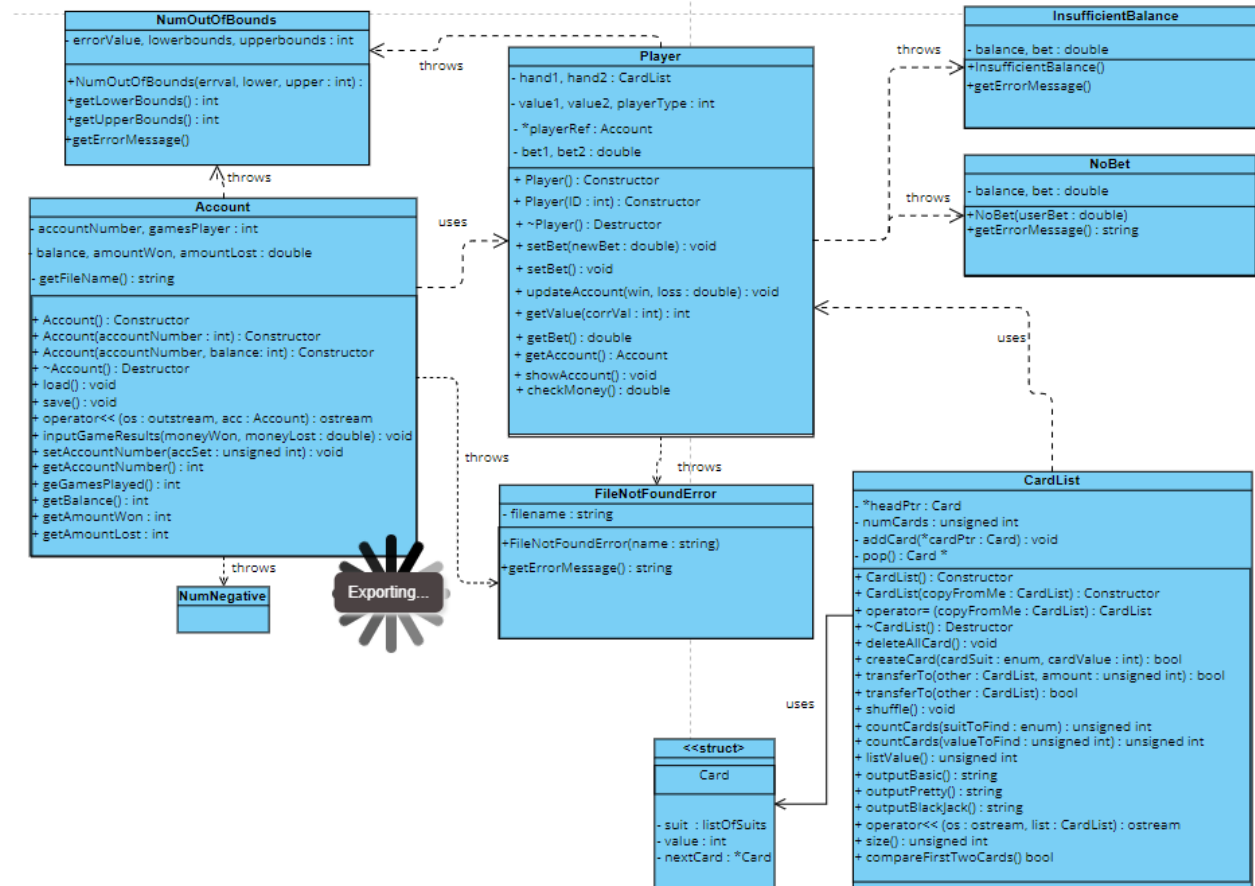 NumOutOfBounds
- errorValue, lowerbounds, upperbounds : int
+NumOutOfBounds(errval, lower, upper : int) :
+getLowerBounds() : int
+getUpperBounds() : int
+getErrorMessage()
throws
throws
Account
- accountNumber, gamesPlayer : int
- balance, amountWon, amountLost : double
- getFileName() : string
+ Account() : Constructor
+ Account(accountNumber : int) : Constructor
+ Account(accountNumber, balance: int) : Constructor
+ ~Account() : Destructor
+ load() : void
+ save() : void
+ operator<< (os : outstream, acc : Account) : ostream
+ inputGameResults(moneyWon, moneyLost : double) : void
+ setAccountNumber(accSet : unsigned int) : void
+ getAccountNumber() : int
+ geGamesPlayed() : int
+ getBalance() : int
+ getAmountWon : int
+ getAmountLost : int
uses
throws
throws
NumNegative
Exporting...
Player
- hand1, hand2 : CardList
- value1, value2, playerType : int
- *playerRef : Account
- bet1, bet2 : double
+ Player() : Constructor
+ Player(ID : int) : Constructor
+ ~Player() : Destructor
+ setBet(newBet : double) : void
+ setBet() : void
+ updateAccount(win, loss : double) : void
+ getValue(corrVal : int) : int
+ getBet() : double
+ getAccount() : Account
+ showAccount() : void
+ checkMoney() : double
throws
FileNotFoundError
- filename : string
+FileNotFoundError(name : string)
+getErrorMessage() : string
throws
InsufficientBalance
- balance, bet : double
+InsufficientBalance()
+getErrorMessage()
throws
NoBet
- balance, bet : double
+NoBet(userBet : double)
+getErrorMessage() : string
uses
CardList
- *headPtr : Card
- numCards : unsigned int
- addCard(*cardPtr : Card) : void
- pop() : Card *
+ CardList() : Constructor
+ CardList(copyFromMe : CardList) : Constructor
+ operator= (copyFromMe : CardList) : CardList
+ ~CardList() : Destructor
+ deleteAllCard() : void
+ createCard(cardSuit : enum, cardValue : int) : bool
+ transferTo(other : CardList, amount : unsigned int) : bool
+ transferTo(other : CardList) : bool
+ shuffle() : void
+ countCards(suitToFind : enum) : unsigned int
+ countCards(valueToFind : unsigned int) : unsigned int
+ listValue() : unsigned int
+ outputBasic() : string
+ outputPretty() : string
+ outputBlackJack() : string
+ operator<< (os : ostream, list : CardList) : ostream
+ size() : unsigned int
+ compareFirstTwoCards() bool
uses
<<struct>
Card
- suit : listOfSuits
- value : int
- nextCard : *Card